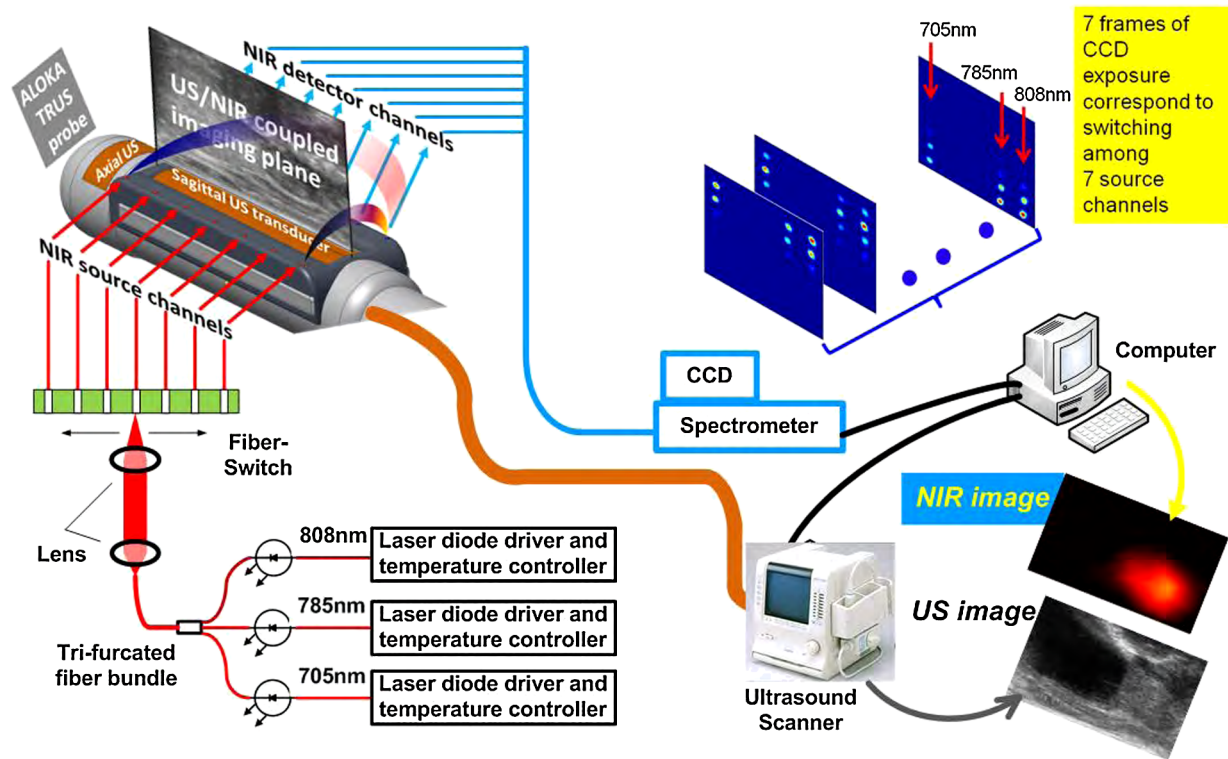 ALOKA
TRUS
probe
Axial US
US/NIR coupled
imaging plane
Sagittal US transducer
NIR detector channels
NIR source channels
705nm
785nm
808nm
7 frames of
CCD
exposure
correspond to
switching
among
7 source
channels
CCD
Spectrometer
Computer
Fiber-
Switch
Lens
808nm
Laser diode driver and
temperature controller
785nm
Laser diode driver and
temperature controller
705nm
Laser diode driver and
temperature controller
Tri-furcated
fiber bundle
NIR image
US image
Ultrasound
Scanner